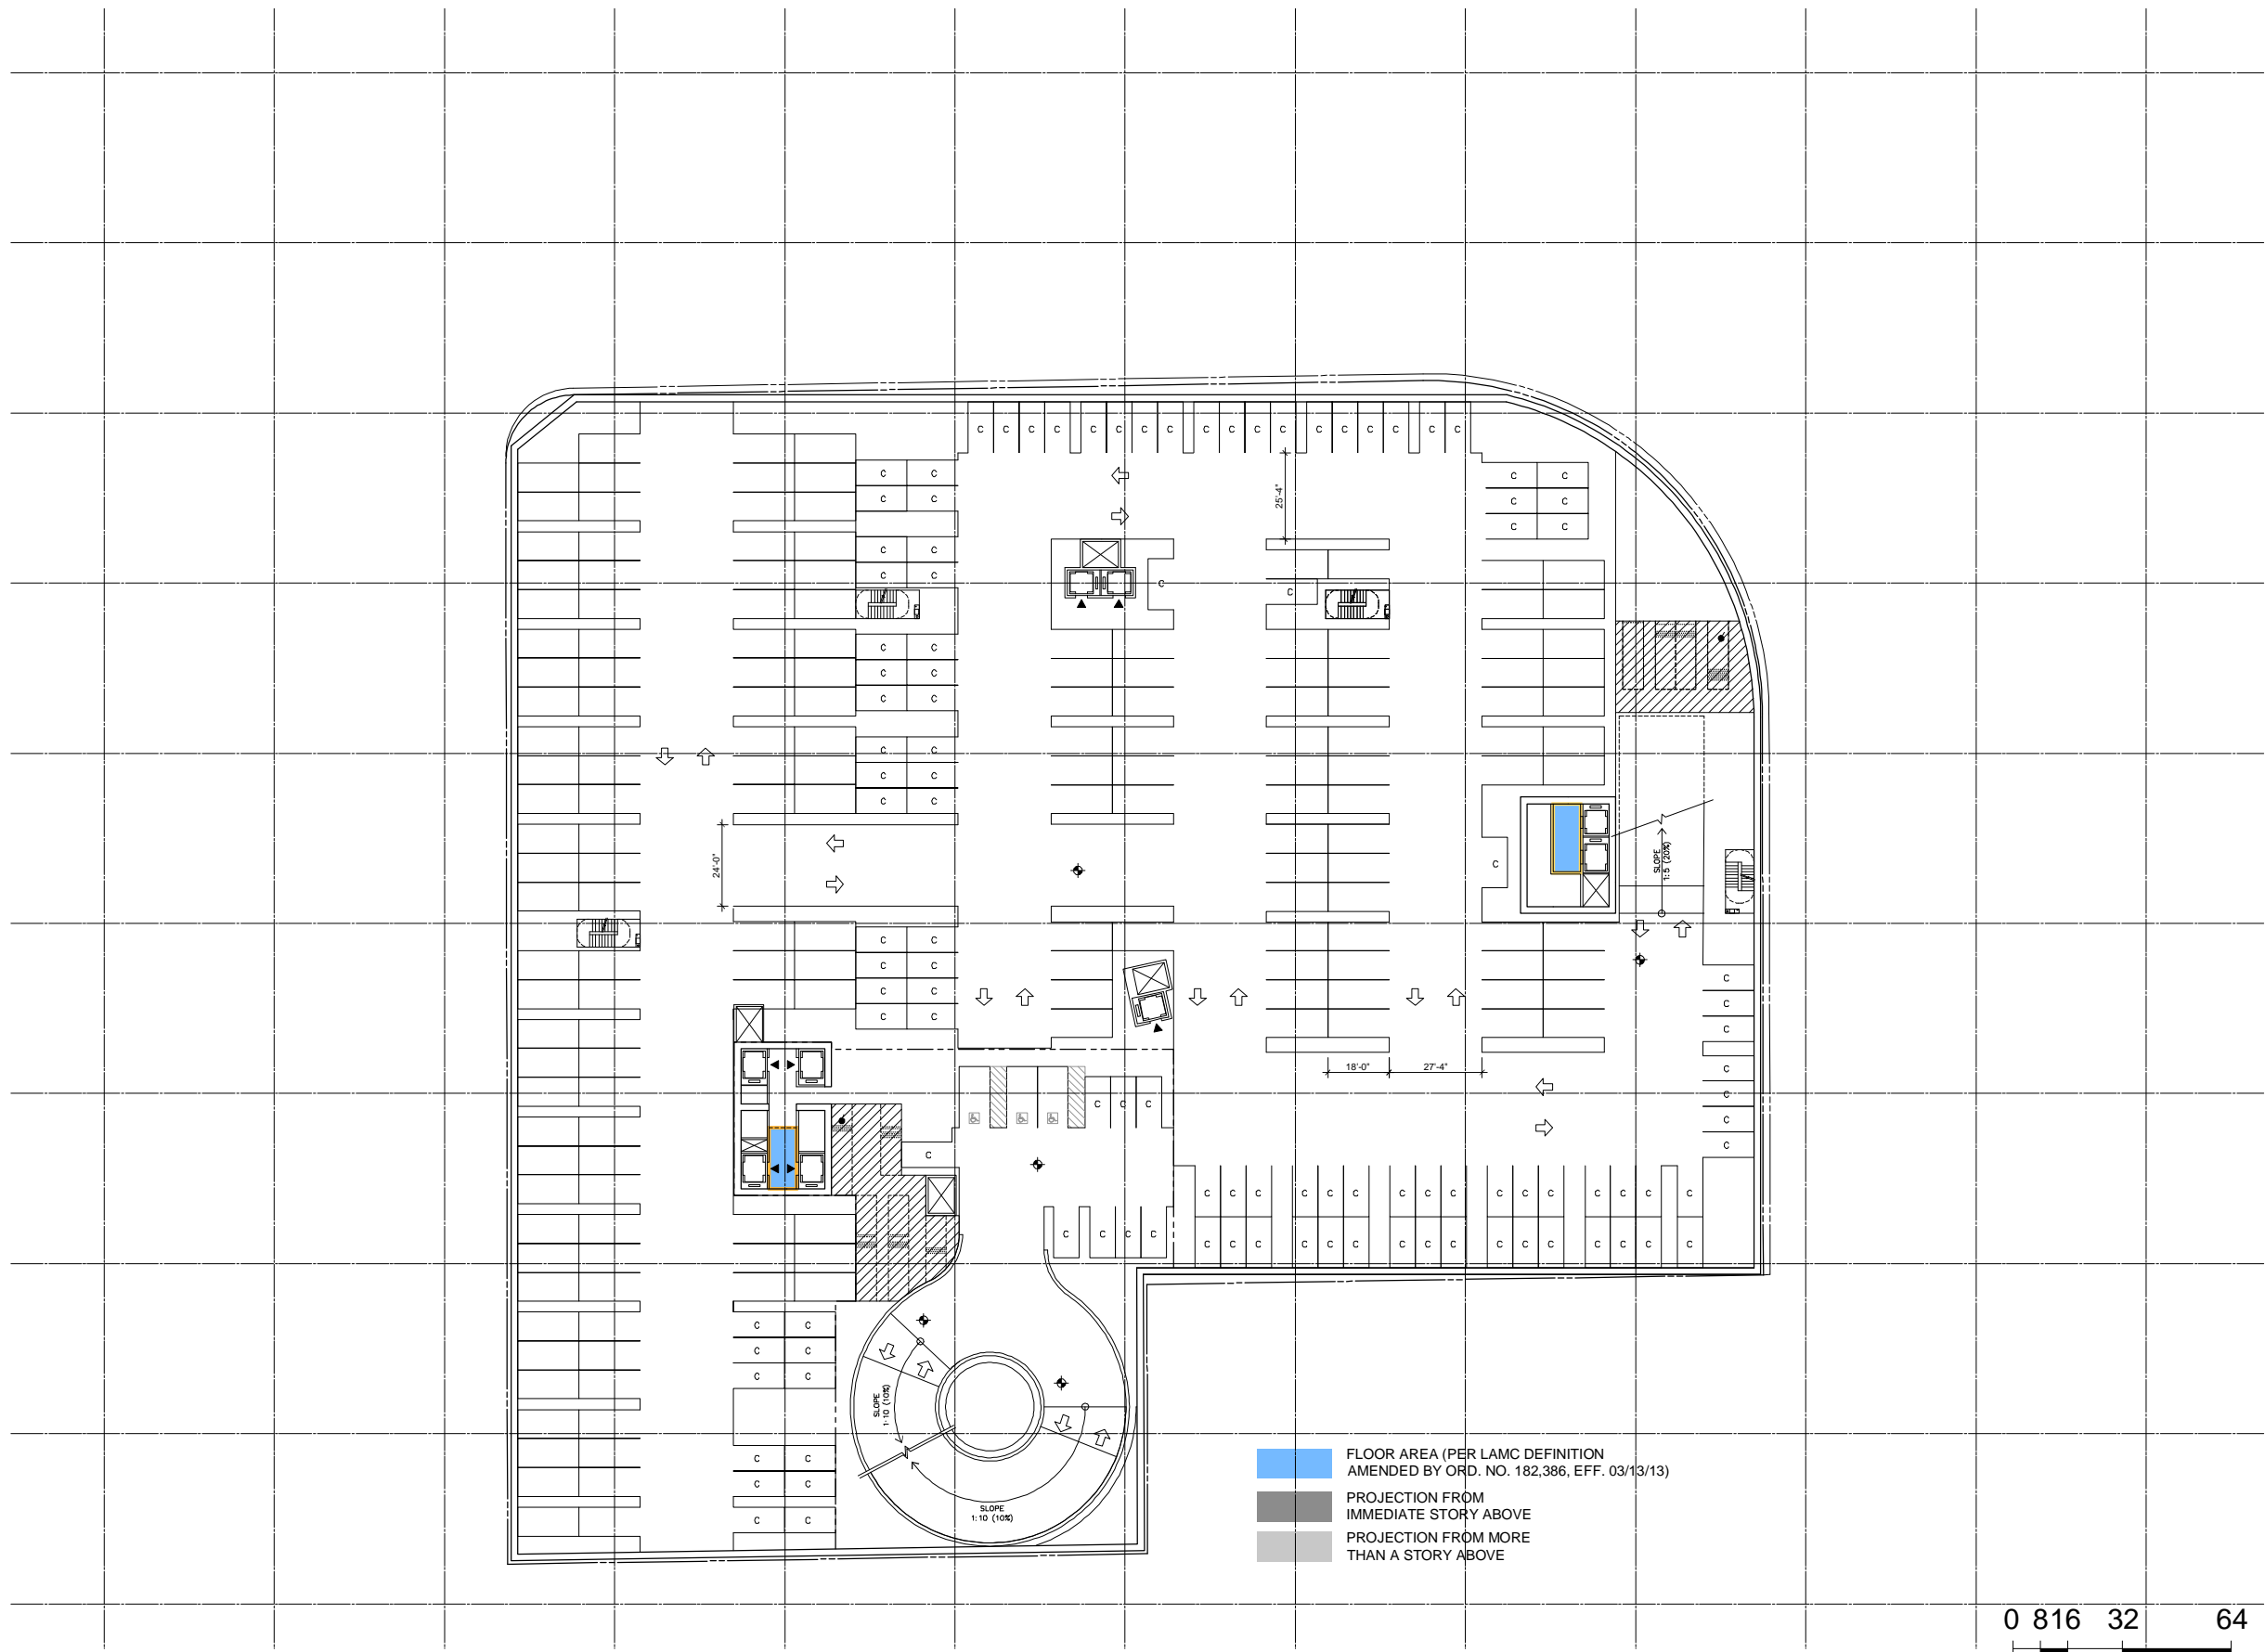 C C C C C C C C C C C C C C C C C C
C C C C
25'-4"
C C C C
C C
C C
C C
C
C
C C
C C
C C
C C
C C
C C
24'-0"
C
SLOPE
1:5 (20%)
C C
C C
C C
C C
C
C
C
18'-0" 27'-4"
C
C
C
C
C C C
C
C C C C C C C C C C C C C C C C
C C C C
C C C C C C C C C C C C C C C C
C C
C C
C C
SLOPE
1:10 (10%)
C C
C C
C C
SLOPE
1:10 (10%)
FLOOR AREA (PER LAMC DEFINITION
AMENDED BY ORD. NO. 182,386, EFF. 03/13/13)
PROJECTION FROM
IMMEDIATE STORY ABOVE
PROJECTION FROM MORE
THAN A STORY ABOVE
0 8 16 32 64